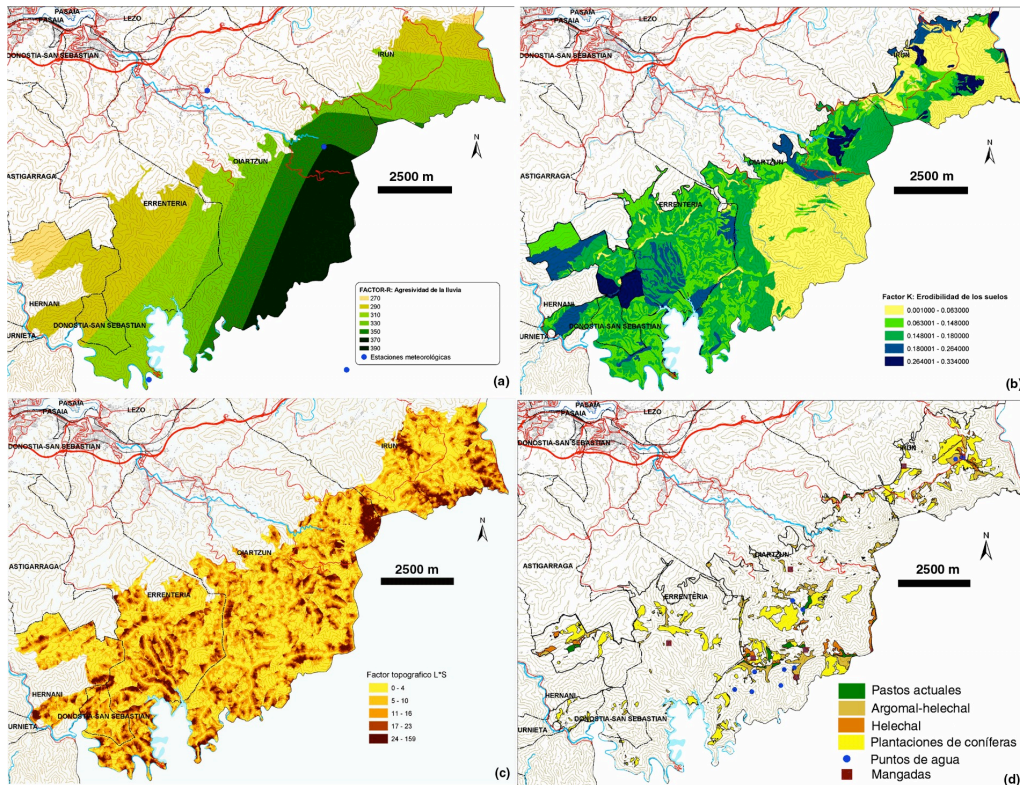 PASAIA
PASAIA
LEZO
DONOSTIA-SAN SEBASTIAN
IRUN
N
OIARTZUN
2500 m
ASTIGARRAGA
ERRENTERIA
HERNANI
URNIETA
DONOSTIA-SAN SEBASTIAN
FACTOR-R: Agresividad de la lluvia
270
290
310
330
350
370
390
Estaciones meteorológicas
(a)
PASAIA
PASAIA
LEZO
DONOSTIA-SAN SEBASTIAN
IRUN
N
OIARTZUN
2500 m
ASTIGARRAGA
ERRENTERIA
HERNANI
URNIETA
DONOSTIA-SAN SEBASTIAN
Factor K: Erodibilidad de los suelos
0.001000 - 0.063000
0.063001 - 0.148000
0.148001 - 0.180000
0.180001 - 0.264000
0.264001 - 0.334000
(b)
PASAIA
PASAIA
LEZO
DONOSTIA-SAN SEBASTIAN
IRUN
N
OIARTZUN
2500 m
ASTIGARRAGA
ERRENTERIA
HERNANI
URNIETA
DONOSTIA-SAN SEBASTIAN
Factor topografico L*S
0 - 4
5 - 10
11 - 16
17 - 23
24 - 159
(c)
PASAIA
PASAIA
LEZO
DONOSTIA-SAN SEBASTIAN
IRUN
N
OIARTZUN
2500 m
ASTIGARRAGA
ERRENTERIA
HERNANI
URNIETA
DONOSTIA-SAN SEBASTIAN
Pastos actuales
Argomal-helechal
Helechal
Plantaciones de coníferas
Puntos de agua
Mangadas
(d)